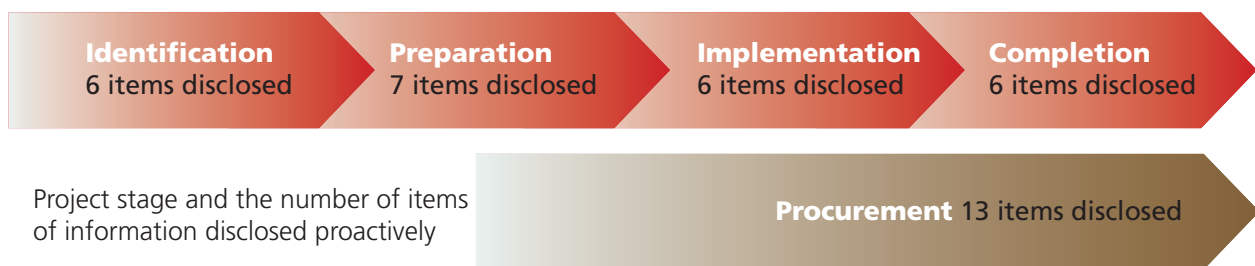 Identification
6 items disclosed
Preparation
7 items disclosed
Implementation
6 items disclosed
Completion
6 items disclosed
Project stage and the number of items
of information disclosed proactively
Procurement 13 items disclosed